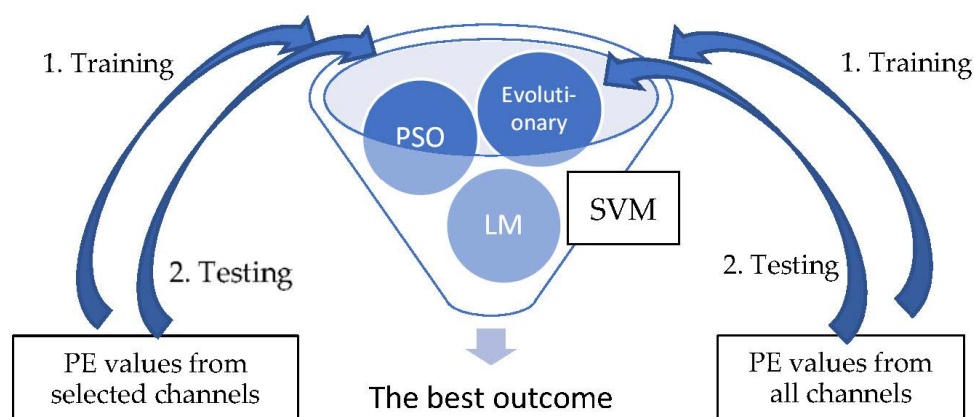 1. Training
2. Testing
PE values from
selected channels
PSO
Evoluti-
onary
LM
SVM
The best outcome
1. Training
2. Testing
PE values from
all channels